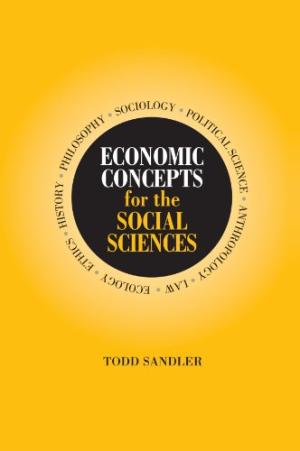 PHILOSOPHY • SOCIOLOGY • POLITICAL SCIENCE • ANTHROPOLOGY • LAW • ECOLOGY • ETHICS • HISTORY •
ECONOMIC
CONCEPTS
for the
SOCIAL
SCIENCES
TODD SANDLER